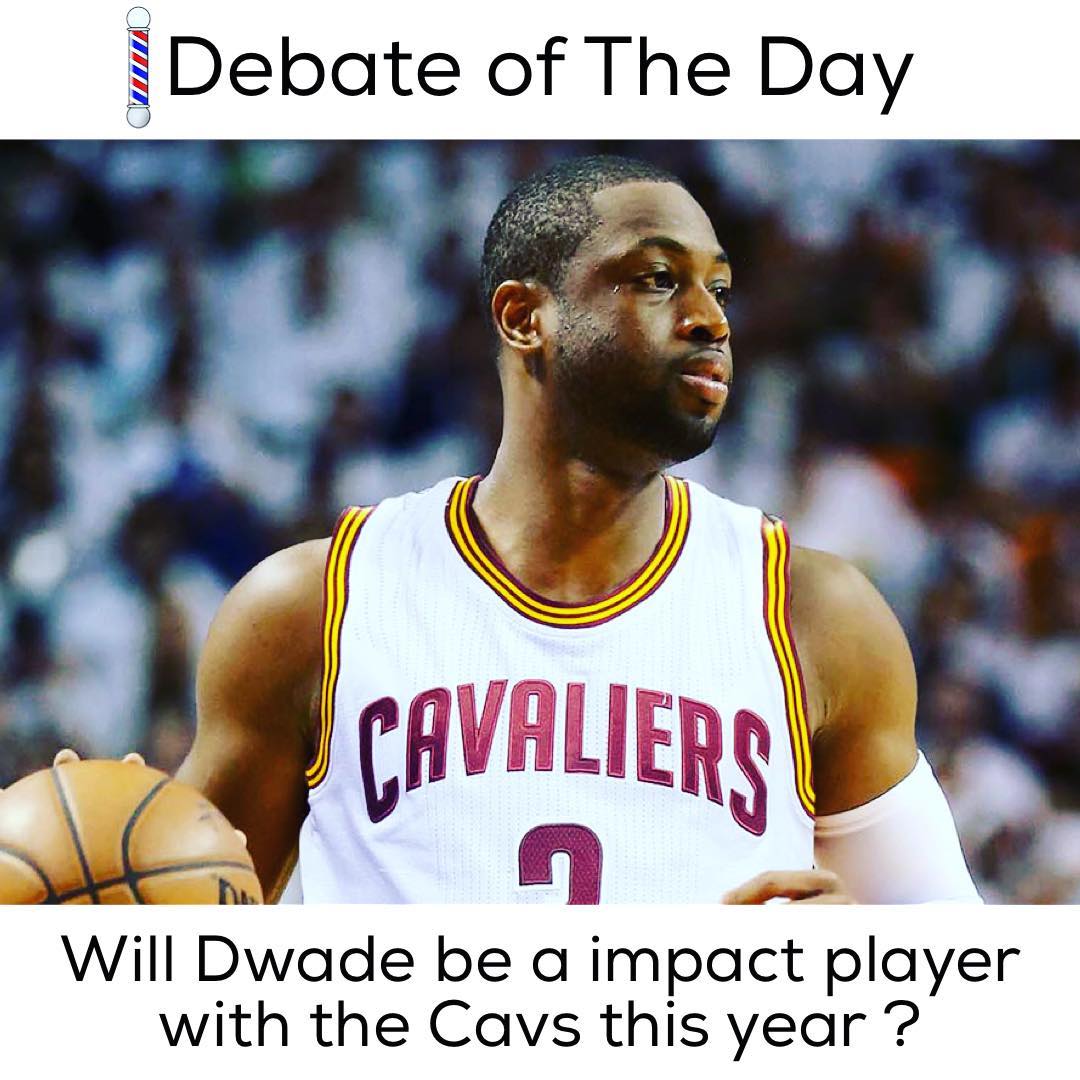 Debate of The Day
CAVALIERS
Will Dwade be a impact player
with the Cavs this year ?